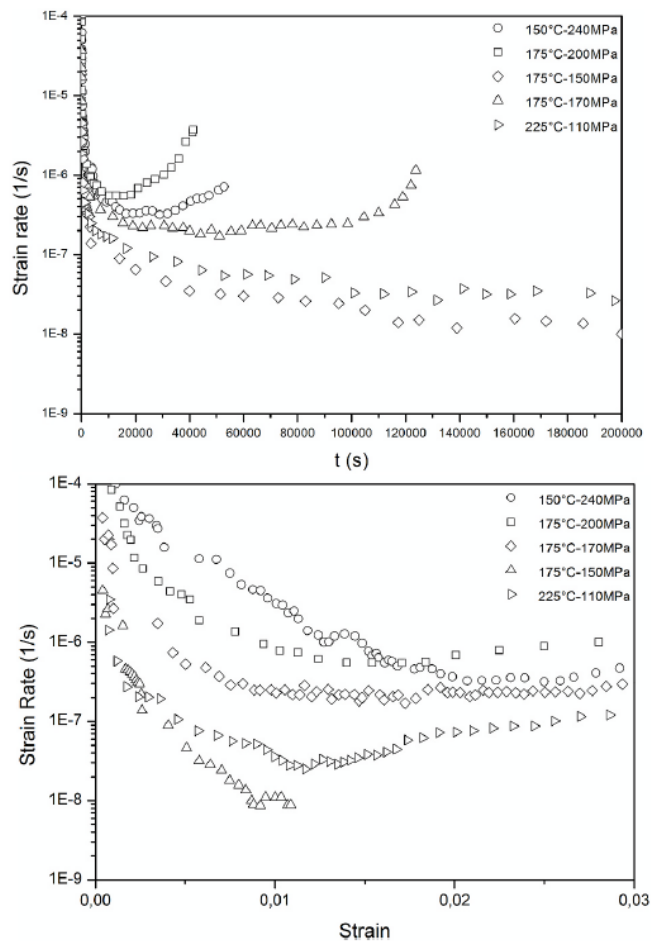 1E-4
1E-5
1E-6
1E-7
1E-8
1E-9
Strain rate (1/s)
150°C-240MPa
175°C-200MPa
175°C-150MPa
175°C-170MPa
225°C-110MPa
0 20000 40000 60000 80000 100000 120000 140000 160000 180000 200000
t (s)
1E-4
1E-5
1E-6
1E-7
1E-8
1E-9
Strain Rate (1/s)
150°C-240MPa
175°C-200MPa
175°C-170MPa
175°C-150MPa
225°C-110MPa
0,00 0,01 0,02 0,03
Strain